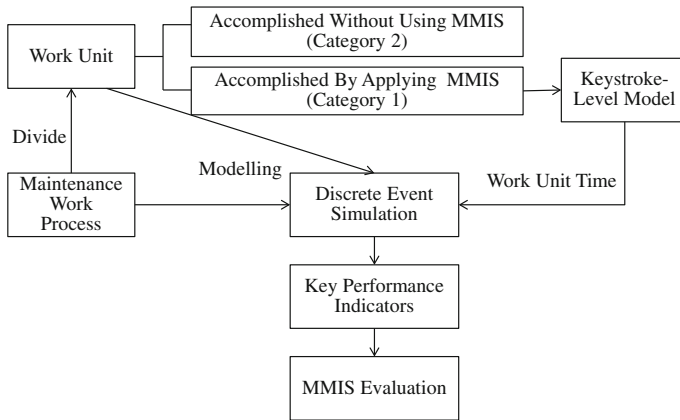 Accomplished Without Using MMIS
(Category 2)
Work Unit
Accomplished By Applying MMIS
(Category 1)
Keystroke-
Level Model
Divide
Modelling
Work Unit Time
Maintenance
Work
Process
Discrete Event
Simulation
Key Performance
Indicators
MMIS Evaluation